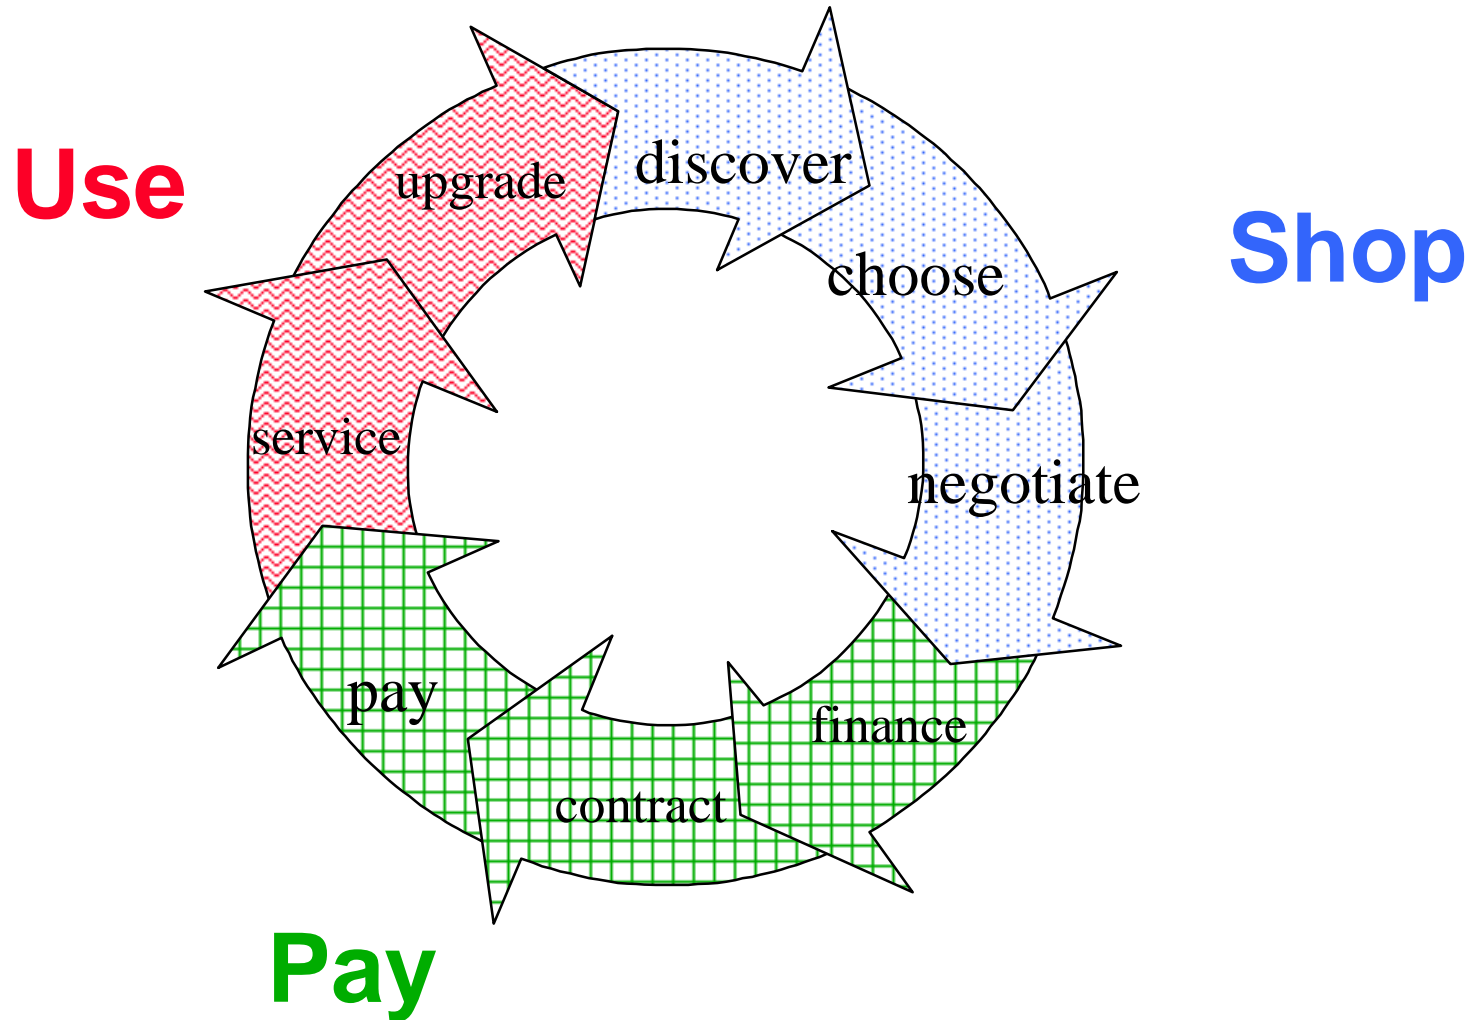 Use
upgrade
discover
Shop
choose
service
negotiate
pay
finance
contract
Pay